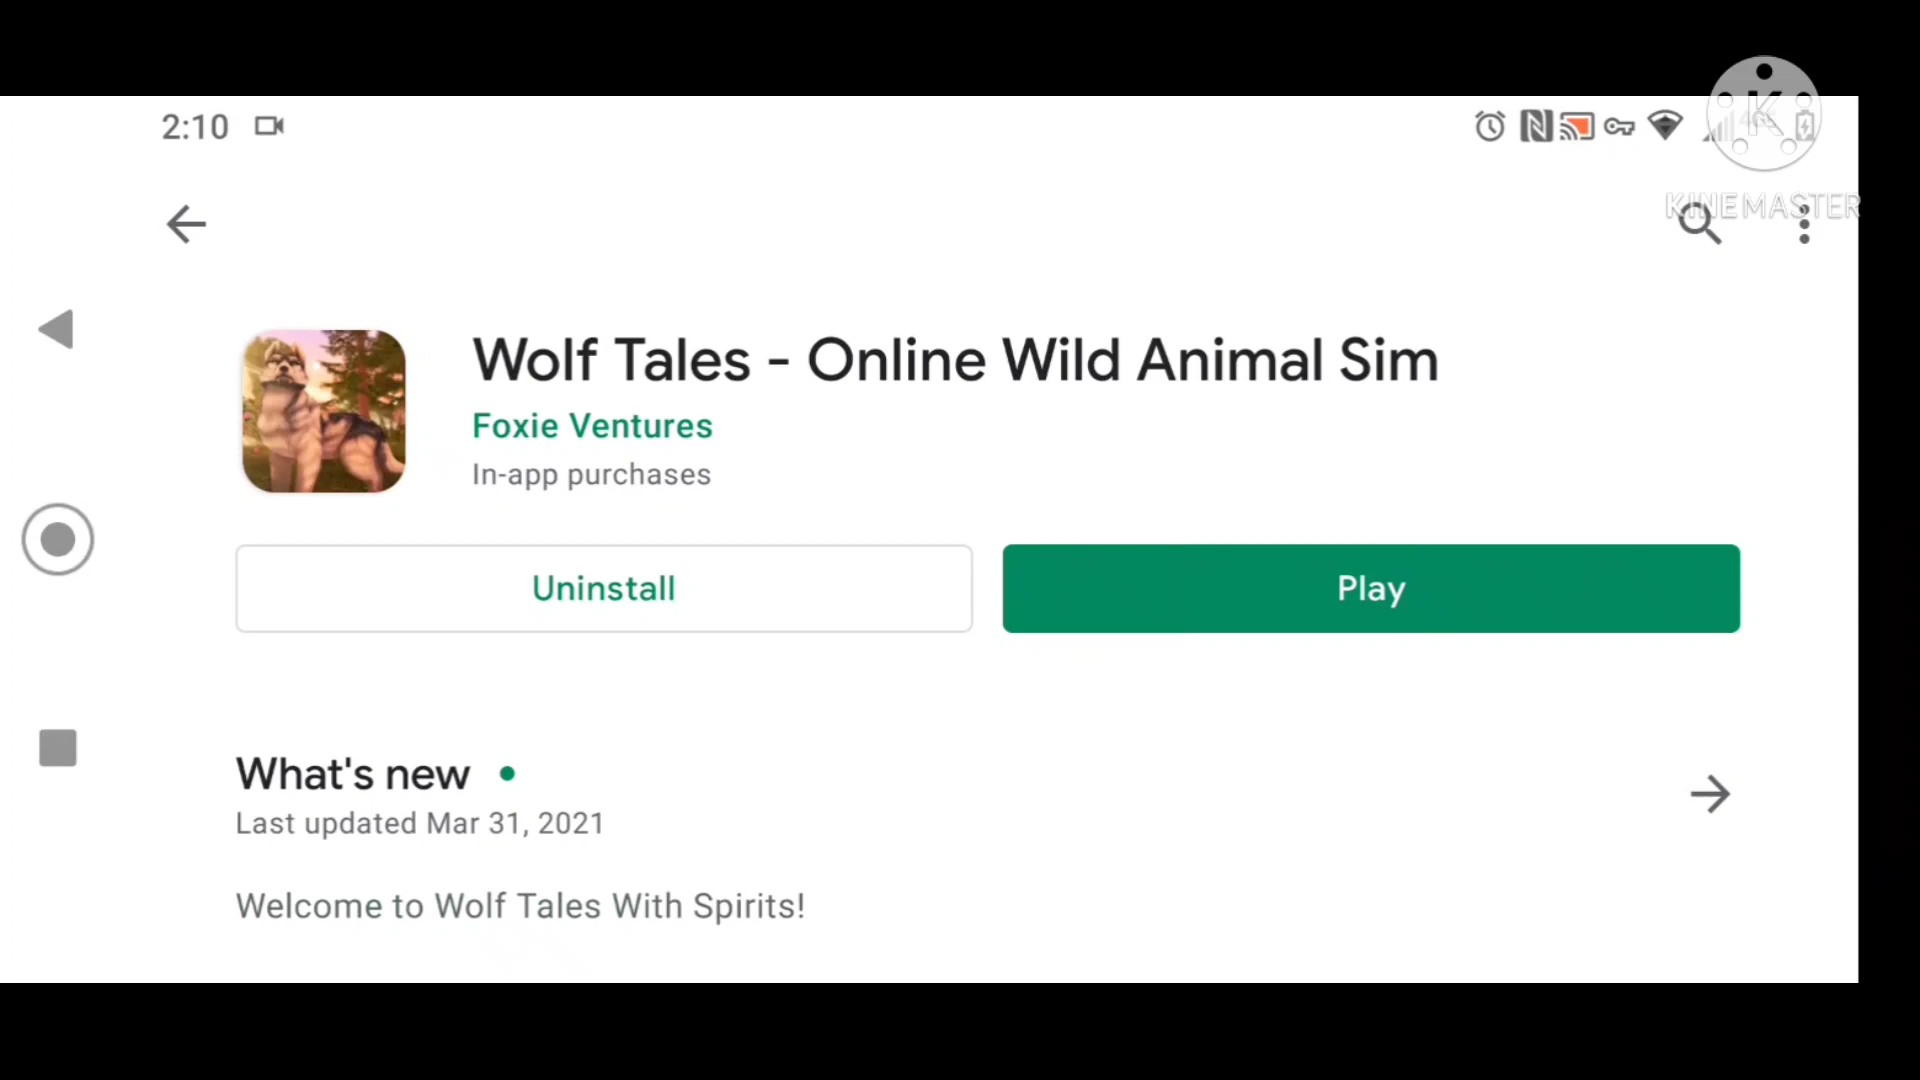 2:10
K
KINEMASTER
Wolf Tales - Online Wild Animal Sim
Foxie Ventures
In-app purchases
Uninstall
Play
What's new
Last updated Mar 31, 2021
Welcome to Wolf Tales With Spirits!